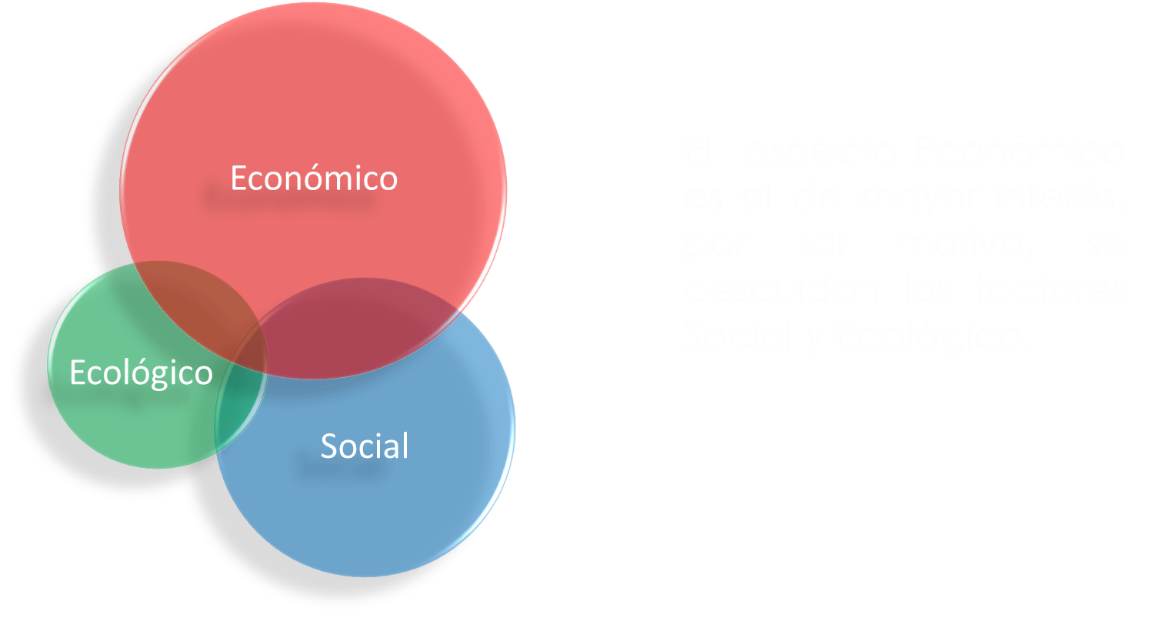 Económico
Ecológico
Social
El aspecto Económico
es el de mayor interés,
por tal motivo, se
descuidan los factores
Social y Ecológico